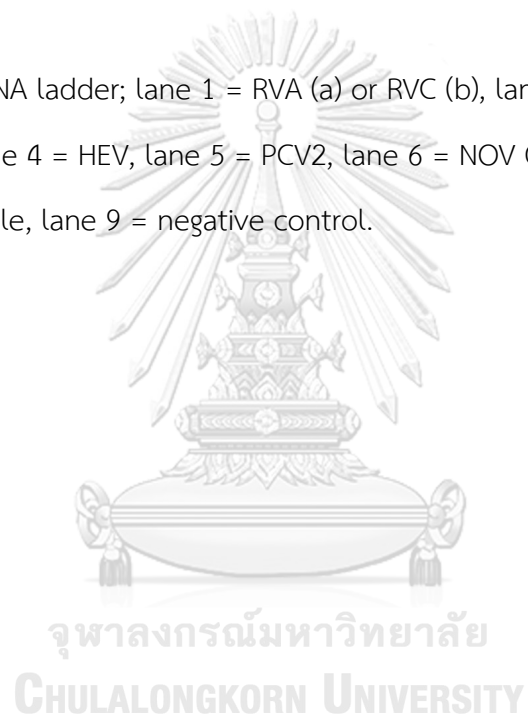 NA ladder; lane 1 = RVA (a) or RVC (b), lan
e 4 = HEV, lane 5 = PCV2, lane 6 = NOV
le, lane 9 = negative control.
จุฬาลงกรณ์มหาวิทยาลัย
CHULALONGKORN UNIVERSITY